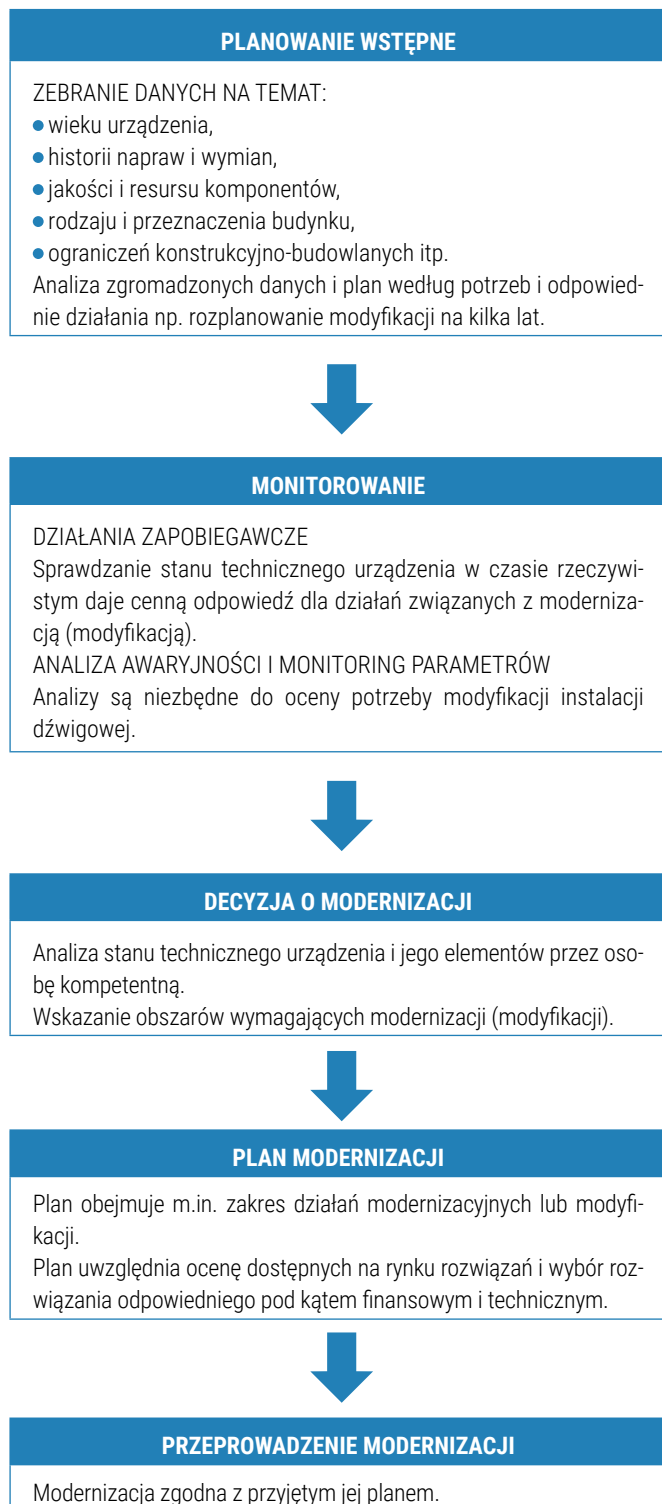 PLANOWANIE WSTĘPNE
ZEBRANIE DANYCH NA TEMAT:
● wieku urządzenia,
● historii napraw i wymian,
● jakości i resursu komponentów,
● rodzaju i przeznaczenia budynku,
● ograniczeń konstrukcyjno-budowlanych itp.
Analiza zgromadzonych danych i plan według potrzeb i odpowied-
nie działania np. rozplanowanie modyfikacji na kilka lat.
MONITOROWANIE
DZIAŁANIA ZAPOBIEGAWCZE
Sprawdzanie stanu technicznego urządzenia w czasie rzeczywi-
stym daje cenną odpowiedź dla działań związanych z moderniza-
cją (modyfikacją).
ANALIZA AWARYJNOŚCI I MONITORING PARAMETRÓW
Analizy są niezbędne do oceny potrzeby modyfikacji instalacji
dźwigowej.
DECYZJA O MODERNIZACJI
Analiza stanu technicznego urządzenia i jego elementów przez oso-
bę kompetentną.
Wskazanie obszarów wymagających modernizacji (modyfikacji).
PLAN MODERNIZACJI
Plan obejmuje m.in. zakres działań modernizacyjnych lub modyfi-
kacji.
Plan uwzględnia ocenę dostępnych na rynku rozwiązań i wybór roz-
wiązania odpowiedniego pod kątem finansowym i technicznym.
PRZEPROWADZENIE MODERNIZACJI
Modernizacja zgodna z przyjętym jej planem.